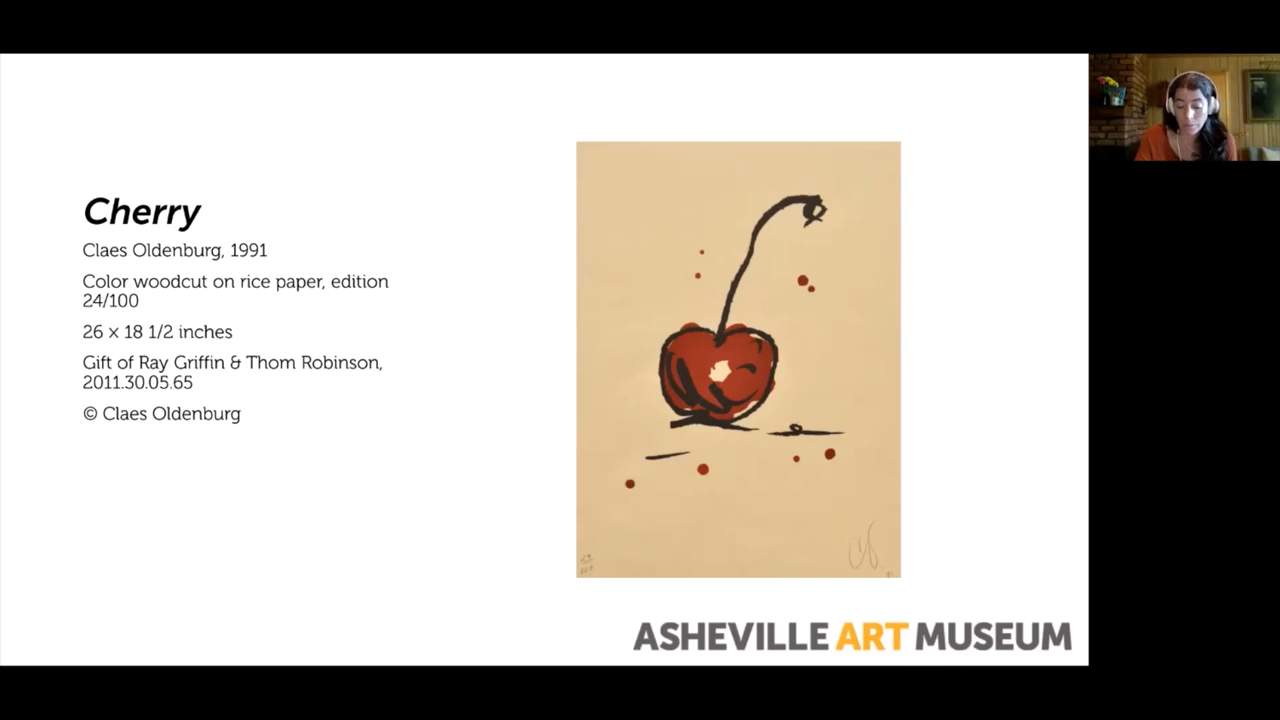 Cherry
Claes Oldenburg, 1991
Color woodcut on rice paper, edition
24/100
26 × 18 1/2 inches
Gift of Ray Griffin & Thom Robinson,
2011.30.05.65
© Claes Oldenburg
ASHEVILLE ART MUSEUM